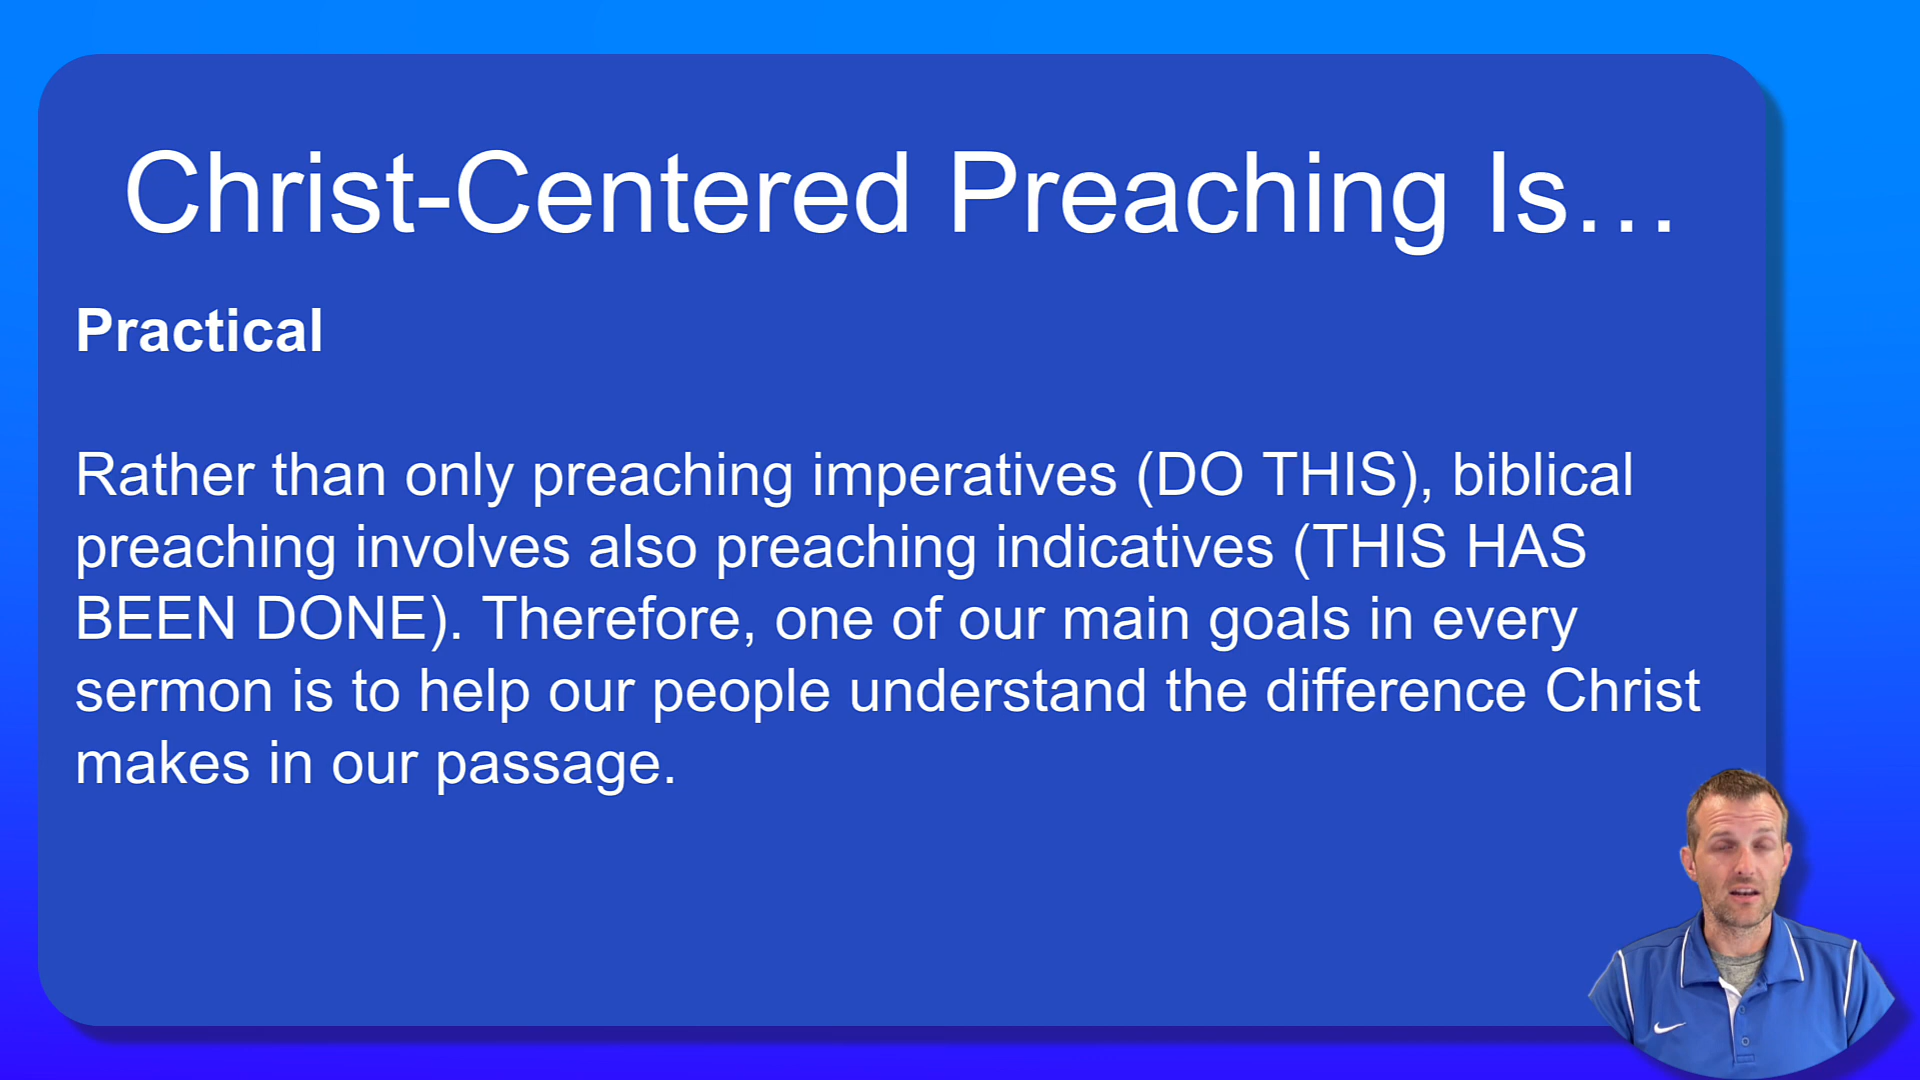 Christ-Centered Preaching Is…
Practical
Rather than only preaching imperatives (DO THIS), biblical
preaching involves also preaching indicatives (THIS HAS
BEEN DONE). Therefore, one of our main goals in every
sermon is to help our people understand the difference Christ
makes in our passage.